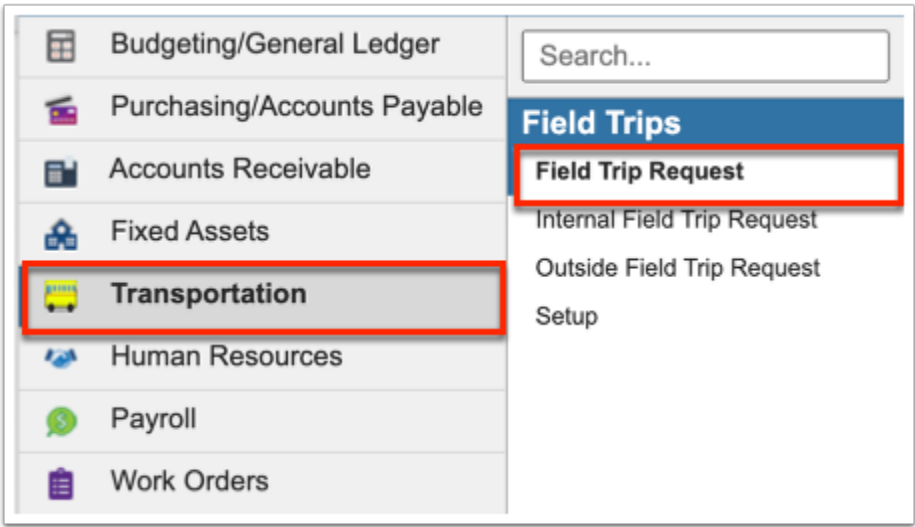 Budgeting/General Ledger
Purchasing/Accounts Payable
Accounts Receivable
Fixed Assets
Transportation
Human Resources
Payroll
Work Orders
Search...
Field Trips
Field Trip Request
Internal Field Trip Request
Outside Field Trip Request
Setup